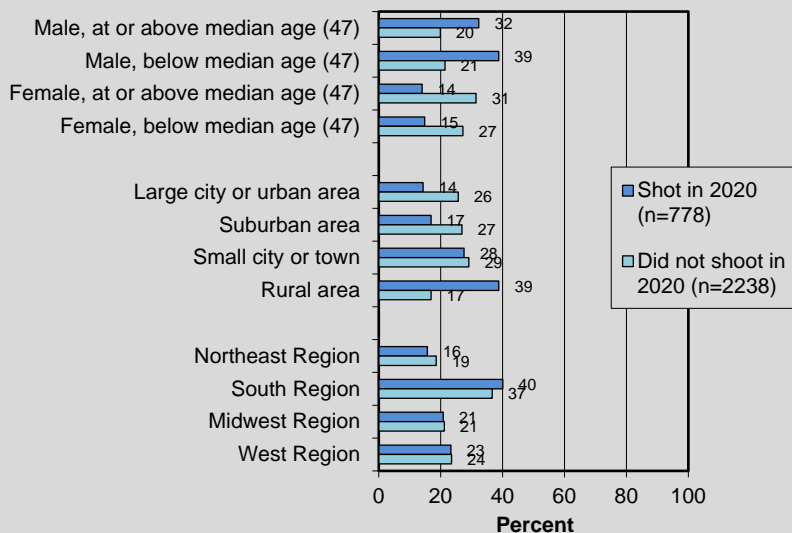 Male, at or above median age (47) 32
20
Male, below median age (47) 39
21
Female, at or above median age (47) 14
31
Female, below median age (47) 15
27
Large city or urban area 14
26
Suburban area 17
27
Small city or town 28
29
Rural area 39
17
Northeast Region 16
19
South Region 40
37
Midwest Region 21
21
West Region 23
24
0 20 40 60 80 100
Percent
Shot in 2020
(n=778)
Did not shoot in
2020 (n=2238)